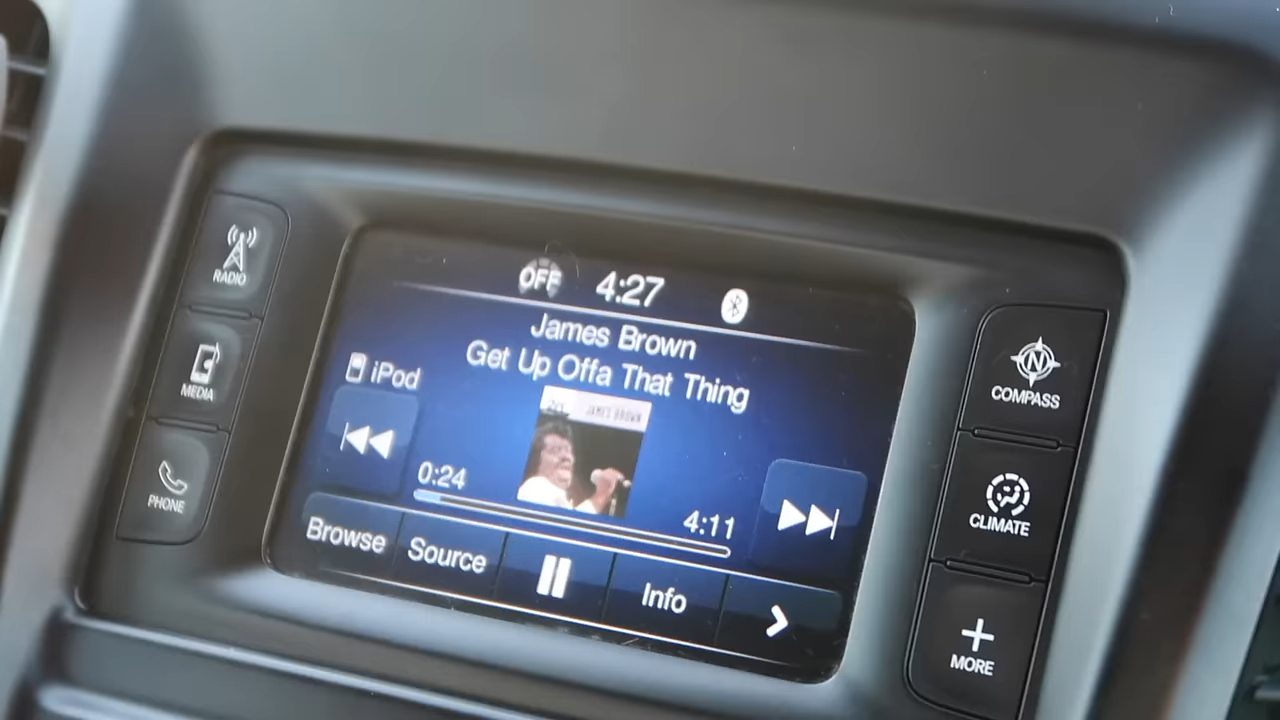 RADIO
MEDIA
PHONE
OFF 4:27
James Brown
Get Up Offa That Thing
iPod
JAMES BROWN
0:24
4:11
Browse Source Info
N
COMPASS
CLIMATE
MORE